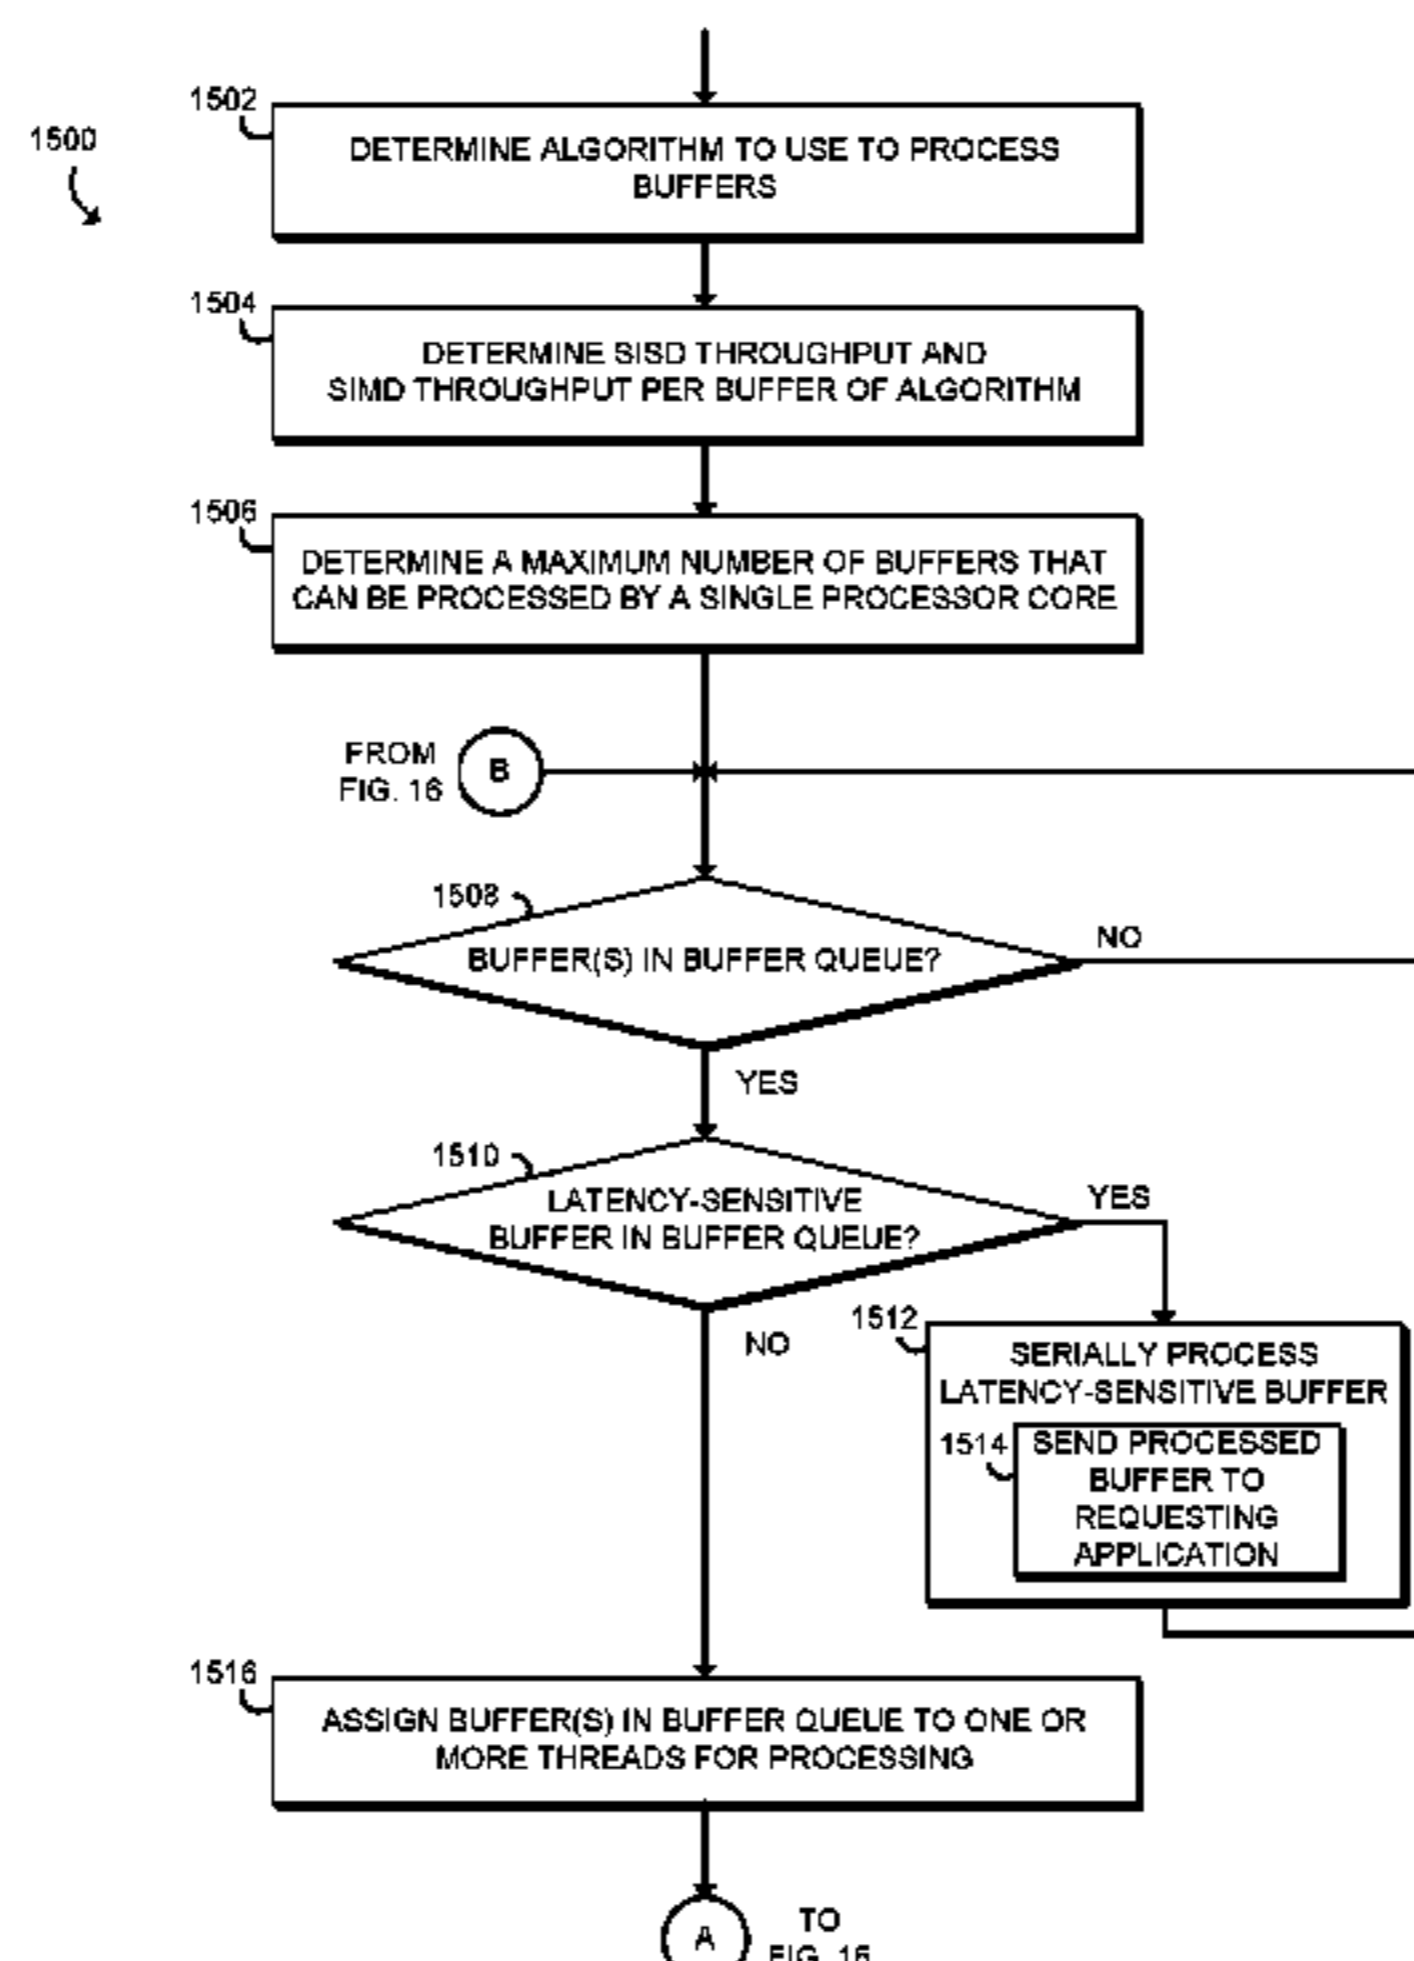 1500
1502
DETERMINE ALGORITHM TO USE TO PROCESS
BUFFERS
1504
DETERMINE SISD THROUGHPUT AND
SIMD THROUGHPUT PER BUFFER OF ALGORITHM
1506
DETERMINE A MAXIMUM NUMBER OF BUFFERS THAT
CAN BE PROCESSED BY A SINGLE PROCESSOR CORE
FROM
FIG. 16
B
1508
BUFFER(S) IN BUFFER QUEUE?
NO
YES
1510
LATENCY-SENSITIVE
BUFFER IN BUFFER QUEUE?
YES
NO
1512
SERIALLY PROCESS
LATENCY-SENSITIVE BUFFER
1514
SEND PROCESSED
BUFFER TO
REQUESTING
APPLICATION
1516
ASSIGN BUFFER(S) IN BUFFER QUEUE TO ONE OR
MORE THREADS FOR PROCESSING
A
TO
FIG.